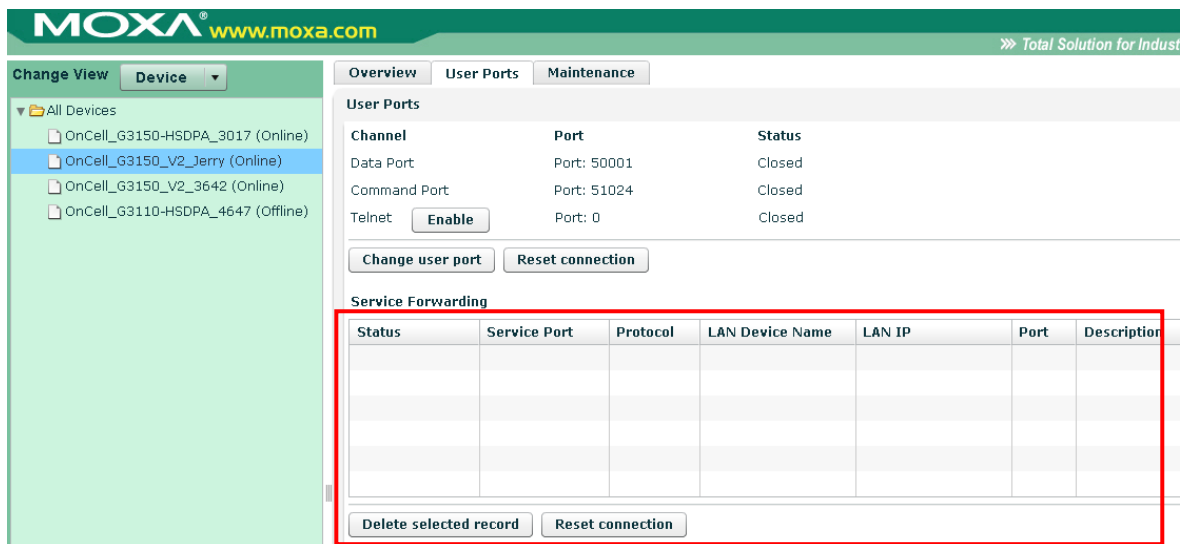 MOXA® www.moxa.com
Total Solution for Indust
Change View Device
All Devices
OnCell_G3150-HSDPA_3017 (Online)
OnCell_G3150_V2_Jerry (Online)
OnCell_G3150_V2_3642 (Online)
OnCell_G3110-HSDPA_4647 (Offline)
Overview User Ports Maintenance
User Ports
Channel Port Status
Data Port Port: 50001 Closed
Command Port Port: 51024 Closed
Telnet Enable Port: 0 Closed
Change user port Reset connection
Service Forwarding
Status Service Port Protocol LAN Device Name LAN IP Port Description
Delete selected record Reset connection